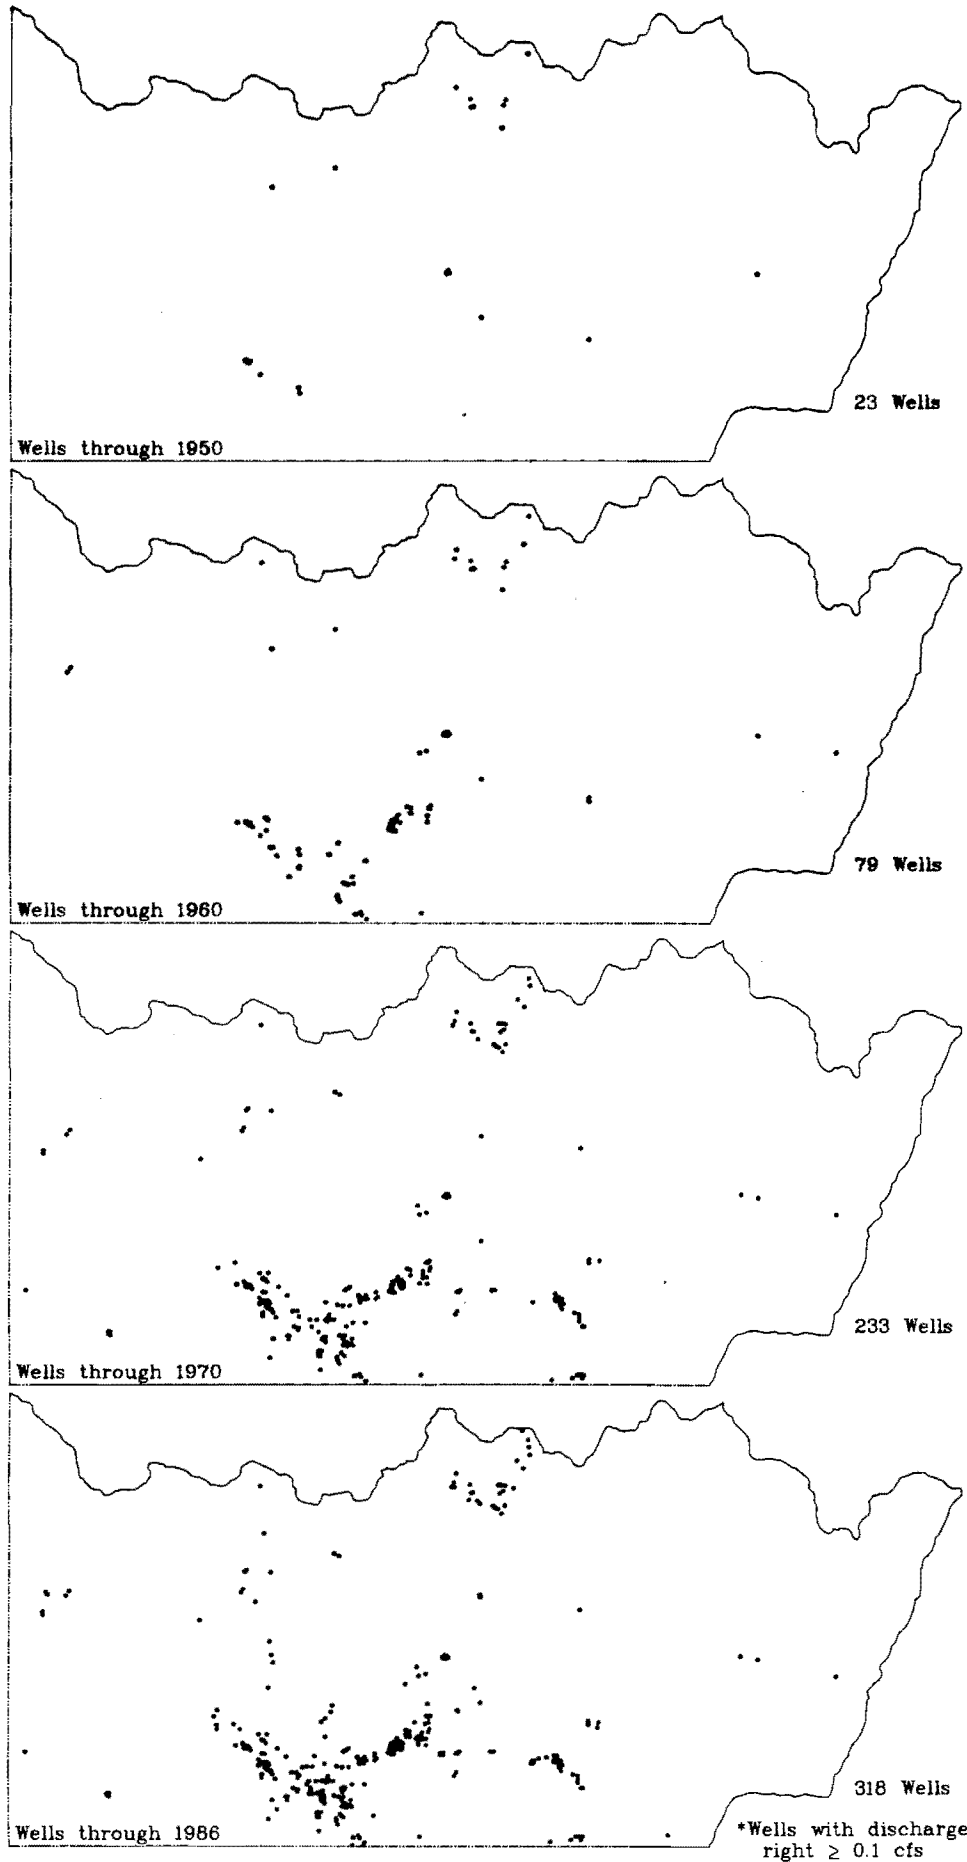 23 Wells
Wells through 1950
79 Wells
Wells through 1960
233 Wells
Wells through 1970
318 Wells
Wells through 1986
*Wells with discharge
right ≥ 0.1 cfs